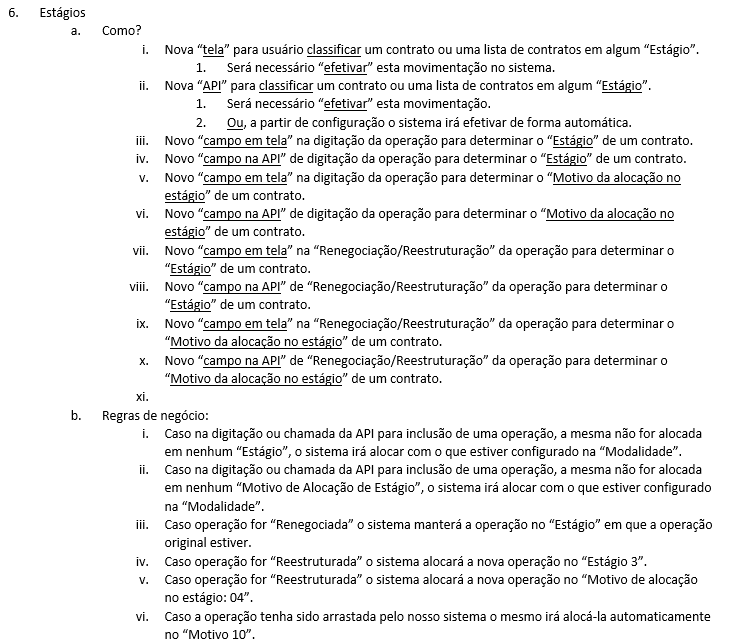 6. Estágios
a. Como?
i. Nova “tela” para usuário classificar um contrato ou uma lista de contratos em algum “Estágio”.
1. Será necessário “efetivar” esta movimentação no sistema.
ii. Nova “API” para classificar um contrato ou uma lista de contratos em algum “Estágio”.
1. Será necessário “efetivar” esta movimentação.
2. Ou, a partir de configuração o sistema irá efetivar de forma automática.
iii. Novo “campo em tela” na digitação da operação para determinar o “Estágio” de um contrato.
iv. Novo “campo na API” de digitação da operação para determinar o “Estágio” de um contrato.
v. Novo “campo em tela” na digitação da operação para determinar o “Motivo da alocação no
estágio” de um contrato.
vi. Novo “campo na API” de digitação da operação para determinar o “Motivo da alocação no
estágio” de um contrato.
vii. Novo “campo em tela” na “Renegociação/Reestruturação” da operação para determinar o
“Estágio” de um contrato.
viii. Novo “campo na API” de “Renegociação/Reestruturação” da operação para determinar o
“Estágio” de um contrato.
ix. Novo “campo em tela” na “Renegociação/Reestruturação” da operação para determinar o
“Motivo da alocação no estágio” de um contrato.
x. Novo “campo na API” de “Renegociação/Reestruturação” da operação para determinar o
“Motivo da alocação no estágio” de um contrato.
xi.
b. Regras de negócio:
i. Caso na digitação ou chamada da API para inclusão de uma operação, a mesma não for alocada
em nenhum “Estágio”, o sistema irá alocar com o que estiver configurado na “Modalidade”.
ii. Caso na digitação ou chamada da API para inclusão de uma operação, a mesma não for alocada
em nenhum “Motivo de Alocação de Estágio”, o sistema irá alocar com o que estiver configurado
na “Modalidade”.
iii. Caso operação for “Renegociada” o sistema manterá a operação no “Estágio” em que a operação
original estiver.
iv. Caso operação for “Reestruturada” o sistema alocará a nova operação no “Estágio 3”.
v. Caso operação for “Reestruturada” o sistema alocará a nova operação no “Motivo de alocação
no estágio: 04”.
vi. Caso a operação tenha sido arrastada pelo nosso sistema o mesmo irá alocá-la automaticamente
no “Motivo 10”.